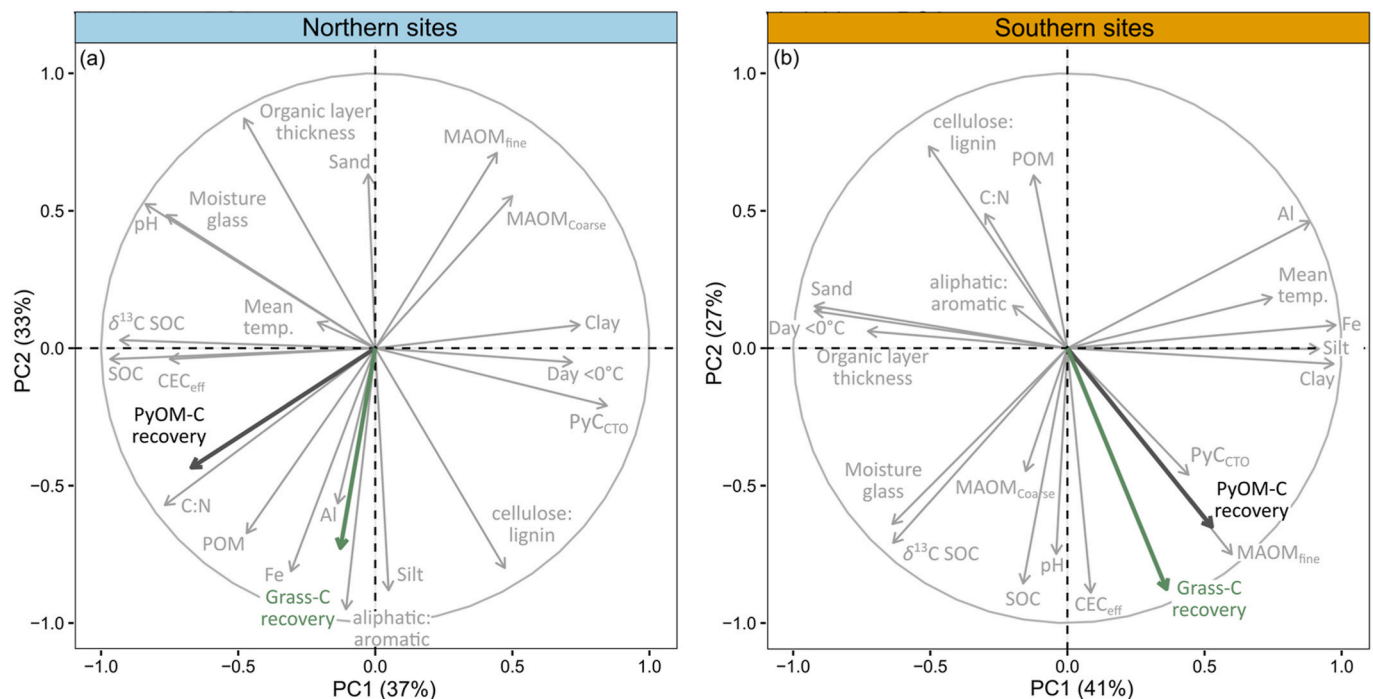 Northern sites
(a)
1.0
0.5
0.0
−0.5
−1.0
PC2 (33%)
Organic layer
thickness
Sand
MAOMfine
MAOMCoarse
Moisture
glass
pH
Mean
temp.
δ13C SOC
SOC
CECeff
Clay
Day <0°C
PyCCTO
PyOM-C
recovery
C:N
POM
Al
Fe
Grass-C
recovery
Silt
cellulose:
lignin
aliphatic:
aromatic
−1.0 −0.5 0.0 0.5 1.0
PC1 (37%)
Southern sites
(b)
1.0
0.5
0.0
−0.5
−1.0
PC2 (27%)
cellulose:
lignin
POM
C:N
Al
aliphatic:
aromatic
Mean
temp.
Sand
Day <0°C
Organic layer
thickness
Fe
Silt
Clay
Moisture
glass
MAOMCoarse
δ13C SOC
pH
SOC
CECeff
PyCCTO
PyOM-C
recovery
MAOMfine
Grass-C
recovery
−1.0 −0.5 0.0 0.5 1.0
PC1 (41%)